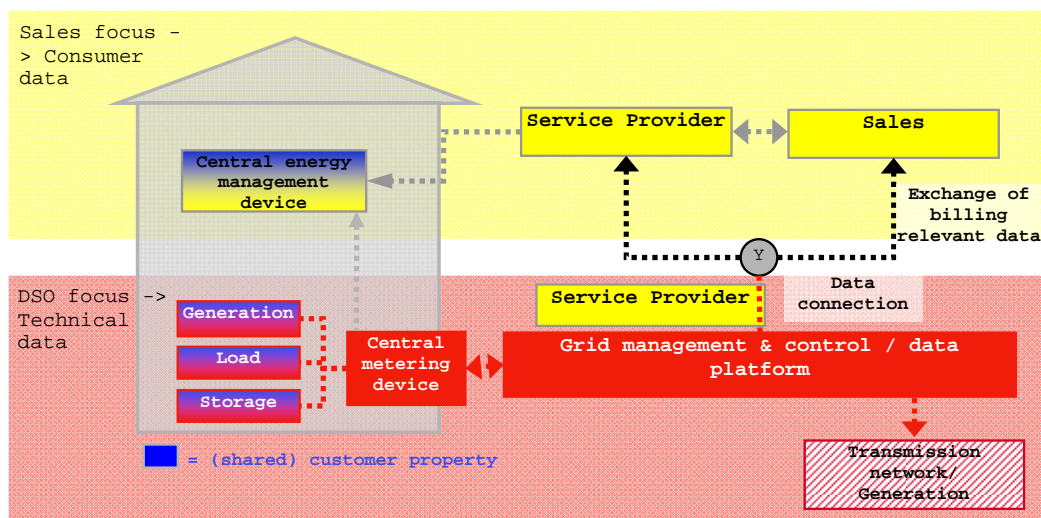 Sales focus -
> Consumer
data
Service Provider
Sales
Central energy
management
device
Exchange of
billing
relevant data
Y
DSO focus ->
Technical
data
Data
connection
Service Provider
Generation
Load
Storage
Central
metering
device
Grid management & control / data
platform
= (shared) customer property
Transmission
network/
Generation